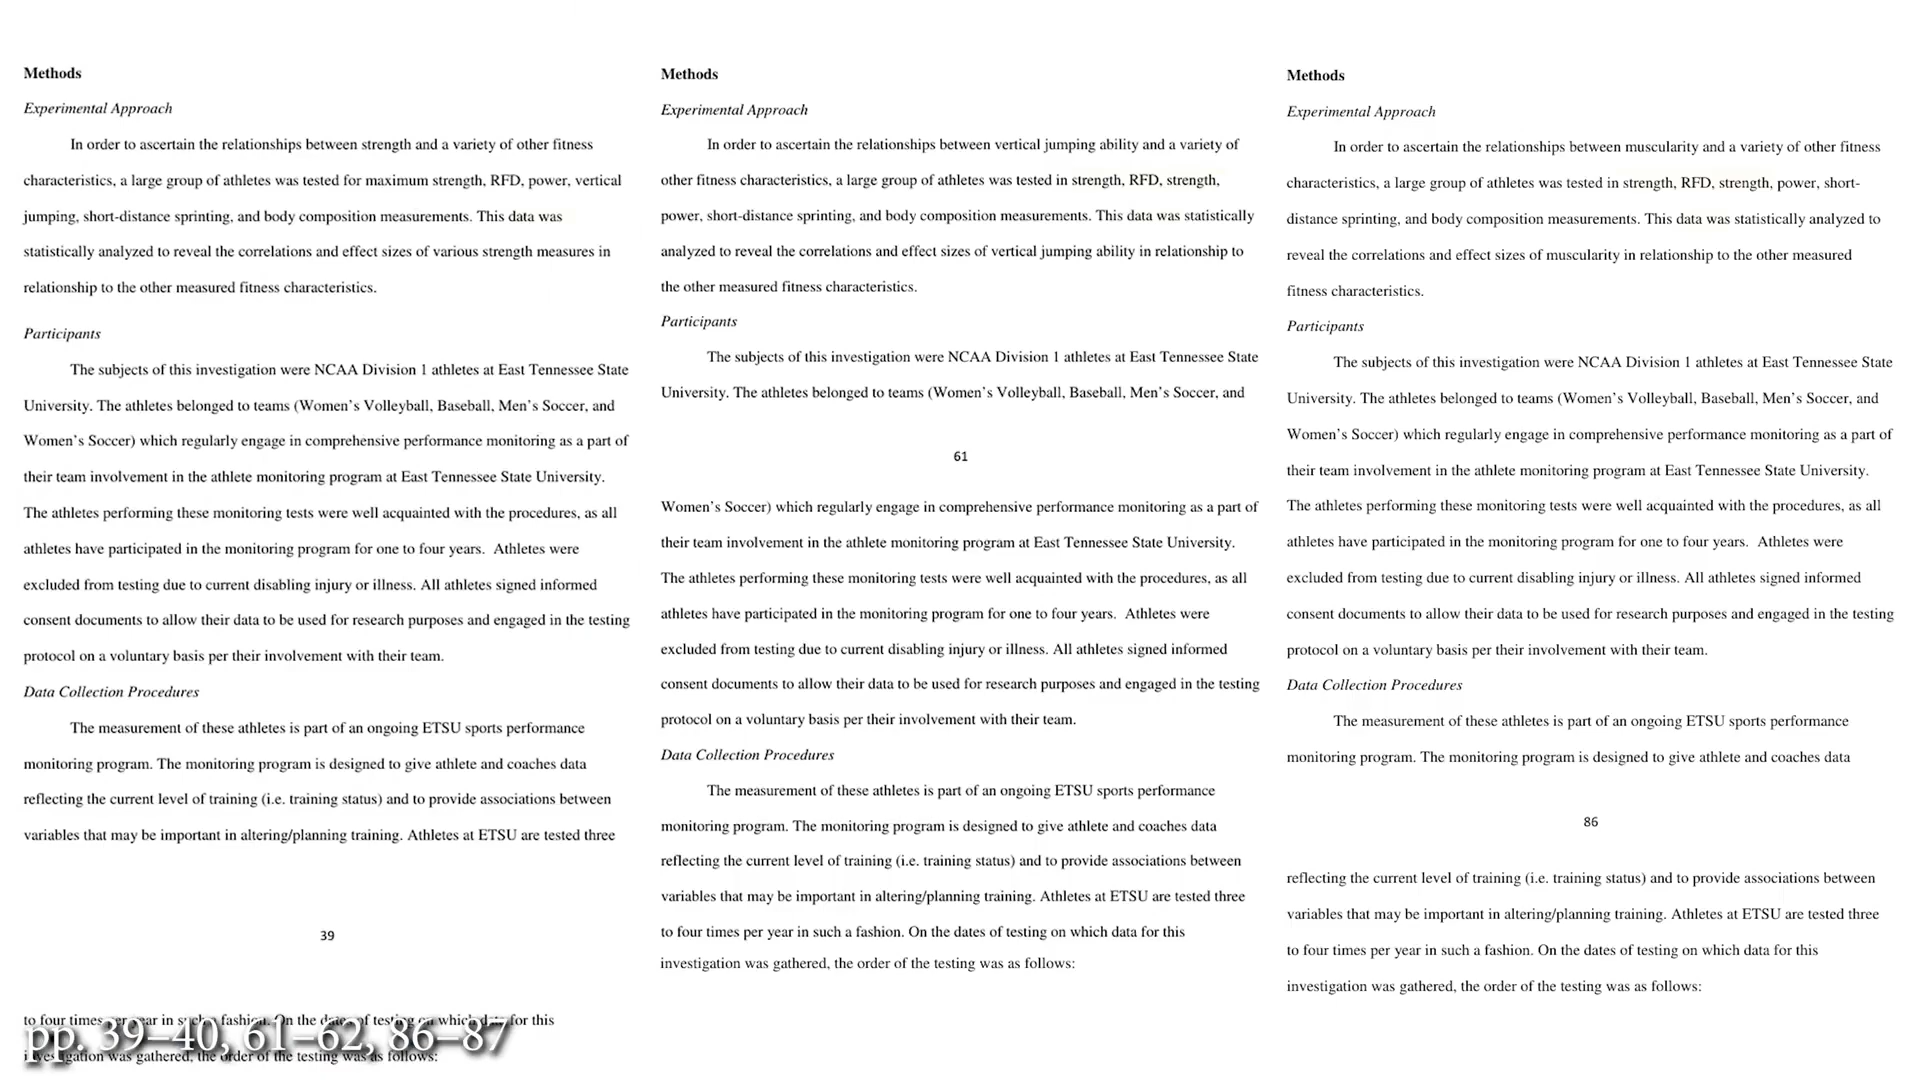 Methods
Experimental Approach
In order to ascertain the relationships between strength and a variety of other fitness
characteristics, a large group of athletes was tested for maximum strength, RFD, power, vertical
jumping, short-distance sprinting, and body composition measurements. This data was
statistically analyzed to reveal the correlations and effect sizes of various strength measures in
relationship to the other measured fitness characteristics.
Participants
The subjects of this investigation were NCAA Division 1 athletes at East Tennessee State
University. The athletes belonged to teams (Women's Volleyball, Baseball, Men's Soccer, and
Women's Soccer) which regularly engage in comprehensive performance monitoring as a part of
their team involvement in the athlete monitoring program at East Tennessee State University.
The athletes performing these monitoring tests were well acquainted with the procedures, as all
athletes have participated in the monitoring program for one to four years.  Athletes were
excluded from testing due to current disabling injury or illness. All athletes signed informed
consent documents to allow their data to be used for research purposes and engaged in the testing
protocol on a voluntary basis per their involvement with their team.
Data Collection Procedures
The measurement of these athletes is part of an ongoing ETSU sports performance
monitoring program. The monitoring program is designed to give athlete and coaches data
reflecting the current level of training (i.e. training status) and to provide associations between
variables that may be important in altering/planning training. Athletes at ETSU are tested three
39
to four times per year in such a fashion. On the dates of testing on which data for this
investigation was gathered, the order of the testing was as follows:
Methods
Experimental Approach
In order to ascertain the relationships between vertical jumping ability and a variety of
other fitness characteristics, a large group of athletes was tested in strength, RFD, strength,
power, short-distance sprinting, and body composition measurements. This data was statistically
analyzed to reveal the correlations and effect sizes of vertical jumping ability in relationship to
the other measured fitness characteristics.
Participants
The subjects of this investigation were NCAA Division 1 athletes at East Tennessee State
University. The athletes belonged to teams (Women's Volleyball, Baseball, Men's Soccer, and
61
Women's Soccer) which regularly engage in comprehensive performance monitoring as a part of
their team involvement in the athlete monitoring program at East Tennessee State University.
The athletes performing these monitoring tests were well acquainted with the procedures, as all
athletes have participated in the monitoring program for one to four years.  Athletes were
excluded from testing due to current disabling injury or illness. All athletes signed informed
consent documents to allow their data to be used for research purposes and engaged in the testing
protocol on a voluntary basis per their involvement with their team.
Data Collection Procedures
The measurement of these athletes is part of an ongoing ETSU sports performance
monitoring program. The monitoring program is designed to give athlete and coaches data
reflecting the current level of training (i.e. training status) and to provide associations between
variables that may be important in altering/planning training. Athletes at ETSU are tested three
to four times per year in such a fashion. On the dates of testing on which data for this
investigation was gathered, the order of the testing was as follows:
Methods
Experimental Approach
In order to ascertain the relationships between muscularity and a variety of other fitness
characteristics, a large group of athletes was tested in strength, RFD, strength, power, short-
distance sprinting, and body composition measurements. This data was statistically analyzed to
reveal the correlations and effect sizes of muscularity in relationship to the other measured
fitness characteristics.
Participants
The subjects of this investigation were NCAA Division 1 athletes at East Tennessee State
University. The athletes belonged to teams (Women's Volleyball, Baseball, Men's Soccer, and
Women's Soccer) which regularly engage in comprehensive performance monitoring as a part of
their team involvement in the athlete monitoring program at East Tennessee State University.
The athletes performing these monitoring tests were well acquainted with the procedures, as all
athletes have participated in the monitoring program for one to four years.  Athletes were
excluded from testing due to current disabling injury or illness. All athletes signed informed
consent documents to allow their data to be used for research purposes and engaged in the testing
protocol on a voluntary basis per their involvement with their team.
Data Collection Procedures
The measurement of these athletes is part of an ongoing ETSU sports performance
monitoring program. The monitoring program is designed to give athlete and coaches data
86
reflecting the current level of training (i.e. training status) and to provide associations between
variables that may be important in altering/planning training. Athletes at ETSU are tested three
to four times per year in such a fashion. On the dates of testing on which data for this
investigation was gathered, the order of the testing was as follows:
pp. 39–40, 61–62, 86–87